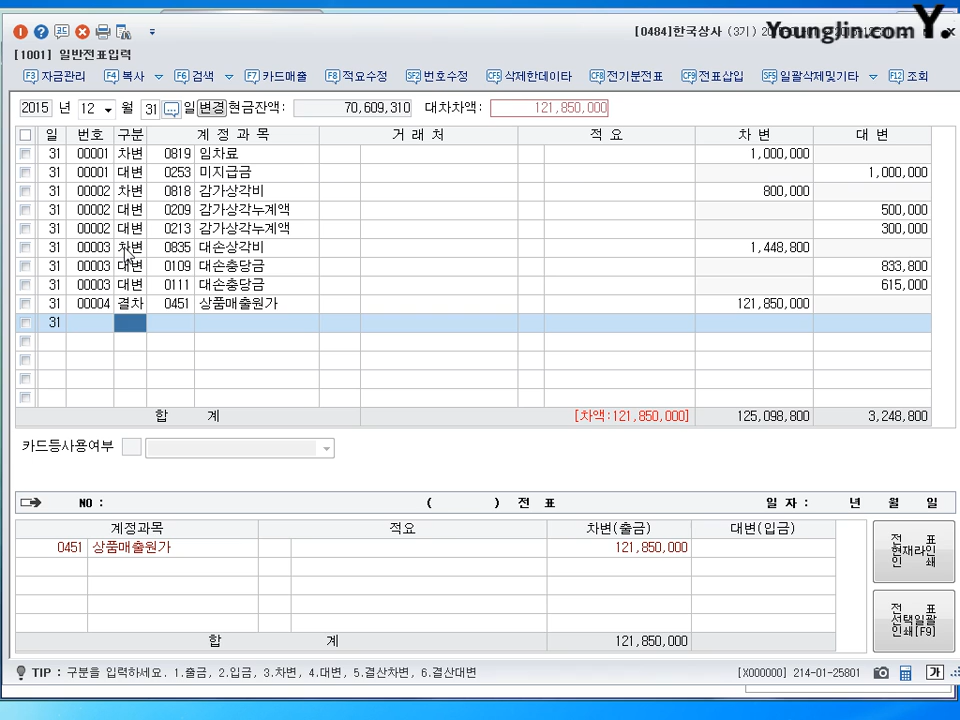 Younglin.com Y.
[0484]한국상사 (3기)
[1001] 일반전표입력
F3 자금관리 F4 복사 F6 검색 F7 카드매출 F8 적요수정 SF2 번호수정 CF5 삭제한데이타 CF8 전기분전표 CF9 전표삽입 SF5 일괄삭제및기타 F12 조회
2015 년 12 월 31 일 변경 현금잔액: 70,609,310 대차차액: 121,850,000
일 번호 구분 계 정 과 목 거 래 처 적 요 차 변 대 변
31 00001 차변 0819 임차료 1,000,000
31 00001 대변 0253 미지급금 1,000,000
31 00002 차변 0818 감가상각비 800,000
31 00002 대변 0209 감가상각누계액 500,000
31 00002 대변 0213 감가상각누계액 300,000
31 00003 차변 0835 대손상각비 1,448,800
31 00003 대변 0109 대손충당금 833,800
31 00003 대변 0111 대손충당금 615,000
31 00004 결차 0451 상품매출원가 121,850,000
31
합 계 [차액:121,850,000] 125,098,800 3,248,800
카드등사용여부
NO : ( ) 전 표 일 자 : 년 월 일
계정과목 적요 차변(출금) 대변(입금)
0451 상품매출원가 121,850,000
합 계 121,850,000
전 표
현재라인
인 쇄
전 표
선택일괄
인쇄[F9]
TIP : 구분을 입력하세요. 1.출금, 2.입금, 3.차변, 4.대변, 5.결산차변, 6.결산대변 [X000000] 214-01-25801 가